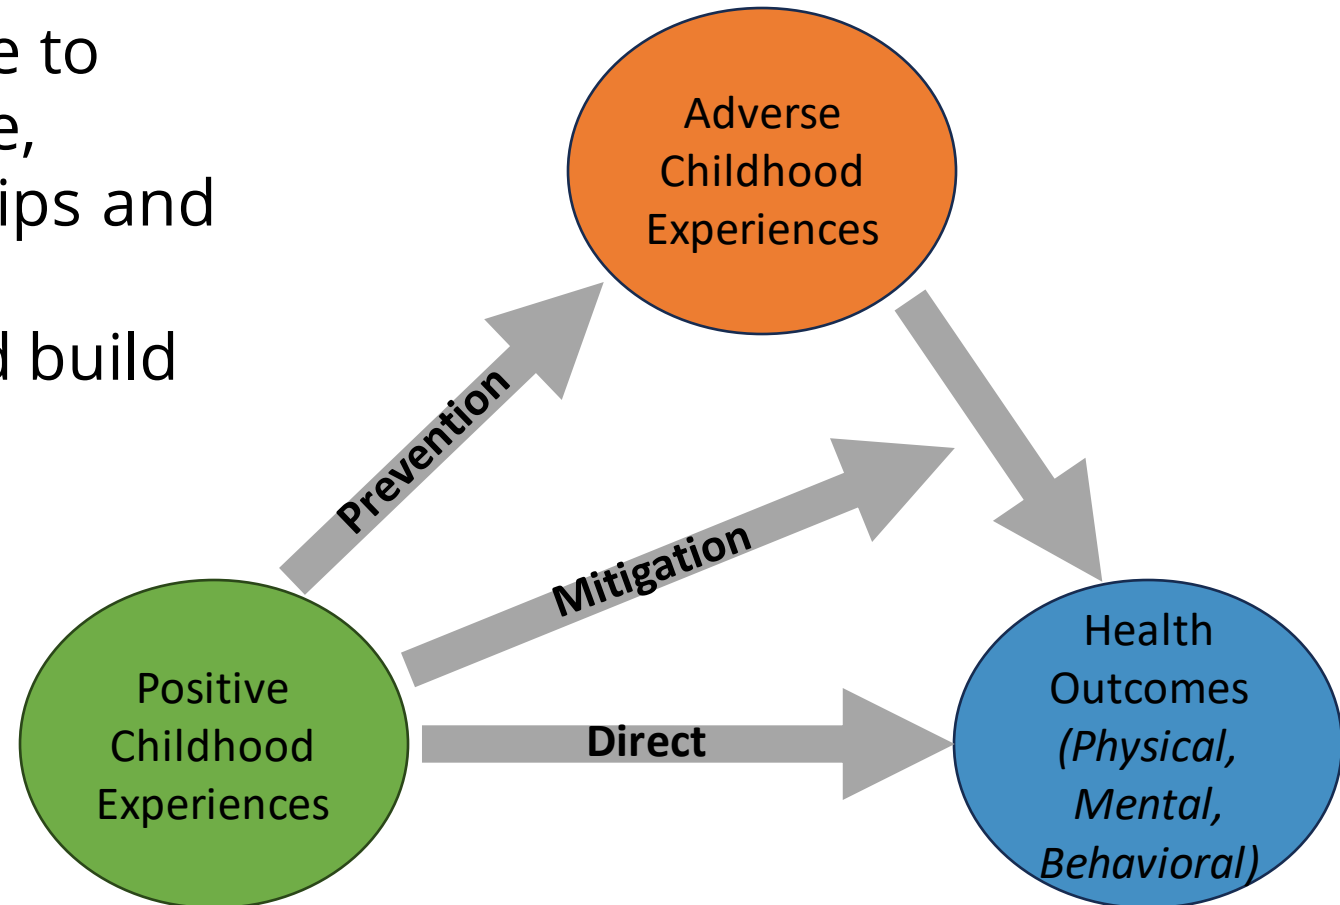 e to
e,
ips and
d build
Adverse
Childhood
Experiences
Prevention
Mitigation
Direct
Positive
Childhood
Experiences
Health
Outcomes
(Physical,
Mental,
Behavioral)